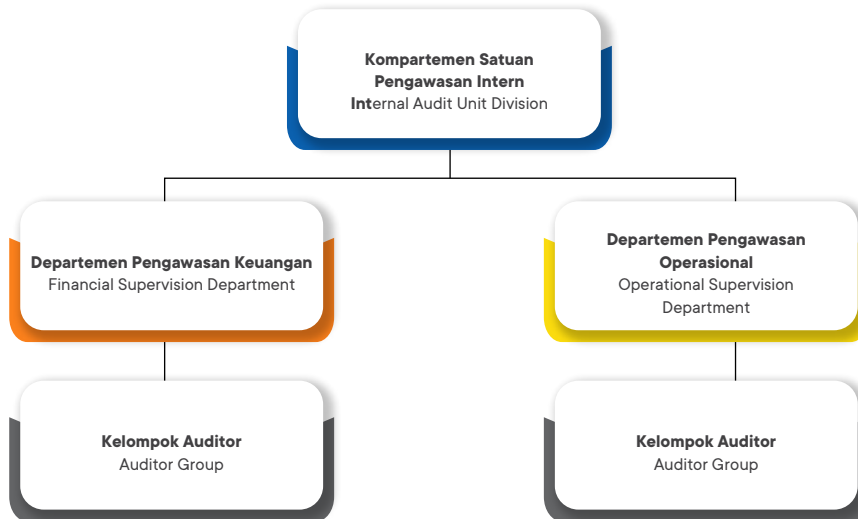 Kompartemen Satuan
Pengawasan Intern
Internal Audit Unit Division
Departemen Pengawasan Keuangan
Financial Supervision Department
Departemen Pengawasan
Operasional
Operational Supervision
Department
Kelompok Auditor
Auditor Group
Kelompok Auditor
Auditor Group